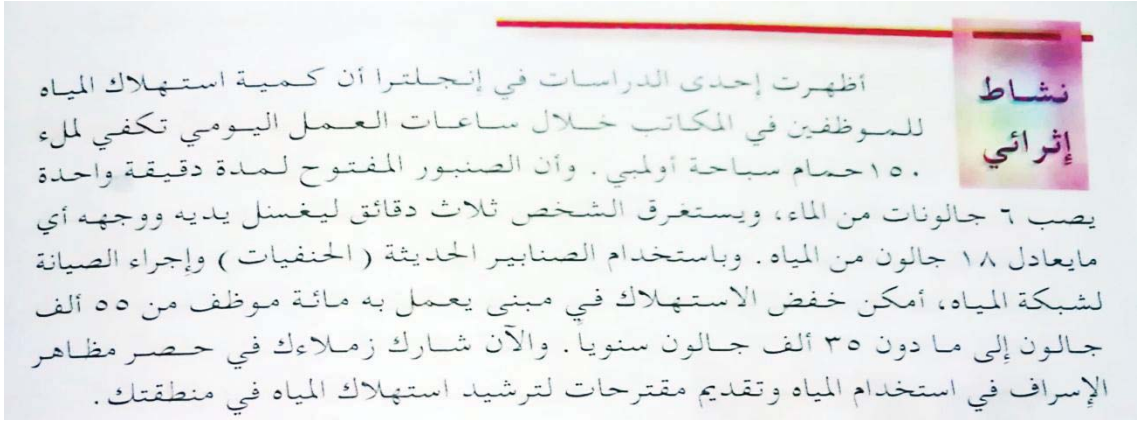 نشاط
إثرائي
أظهرت إحدى الدراسات في إنجلترا أن كمية استهلاك المياه
للموظفين في المكاتب خلال ساعات العمل اليومي تكفي لملء
١٥٠ حمام سباحة أولمبي. وأن الصنبور المفتوح لمدة دقيقة واحدة
يصب ٦ جالونات من الماء، ويستغرق الشخص ثلاث دقائق ليغسل يديه ووجهه أي
مايعادل ١٨ جالون من المياه. وباستخدام الصنابير الحديثة ( الحنفيات ) وإجراء الصيانة
لشبكة المياه، أمكن خفض الاستهلاك في مبنى يعمل به مائة موظف من ٥٥ ألف
جالون إلى ما دون ٣٥ ألف جالون سنوياً. والآن شارك زملاءك في حصر مظاهر
الإسراف في استخدام المياه وتقديم مقترحات لترشيد استهلاك المياه في منطقتك.